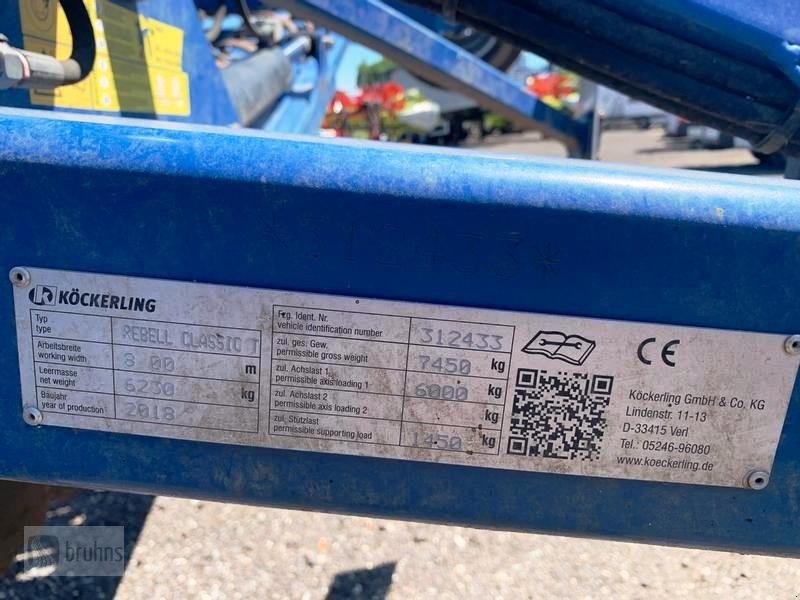 *312433*
KÖCKERLING
Typ
type
REBELL CLASSIC T
Arbeitsbreite
working width
8 00 m
Leermasse
net weight
6230 kg
Baujahr
year of production
2018
Fzg. Ident. Nr.
vehicle identification number
312433
zul. ges. Gew.
permissible gross weight
7450 kg
zul. Achslast 1
permissible axis loading 1
6000 kg
zul. Achslast 2
permissible axis loading 2
kg
zul. Stützlast
permissible supporting load
1450 kg
CE
Köckerling GmbH & Co. KG
Lindenstr. 11-13
D-33415 Verl
Tel.: 05246-96080
www.koeckerling.de
bruhns